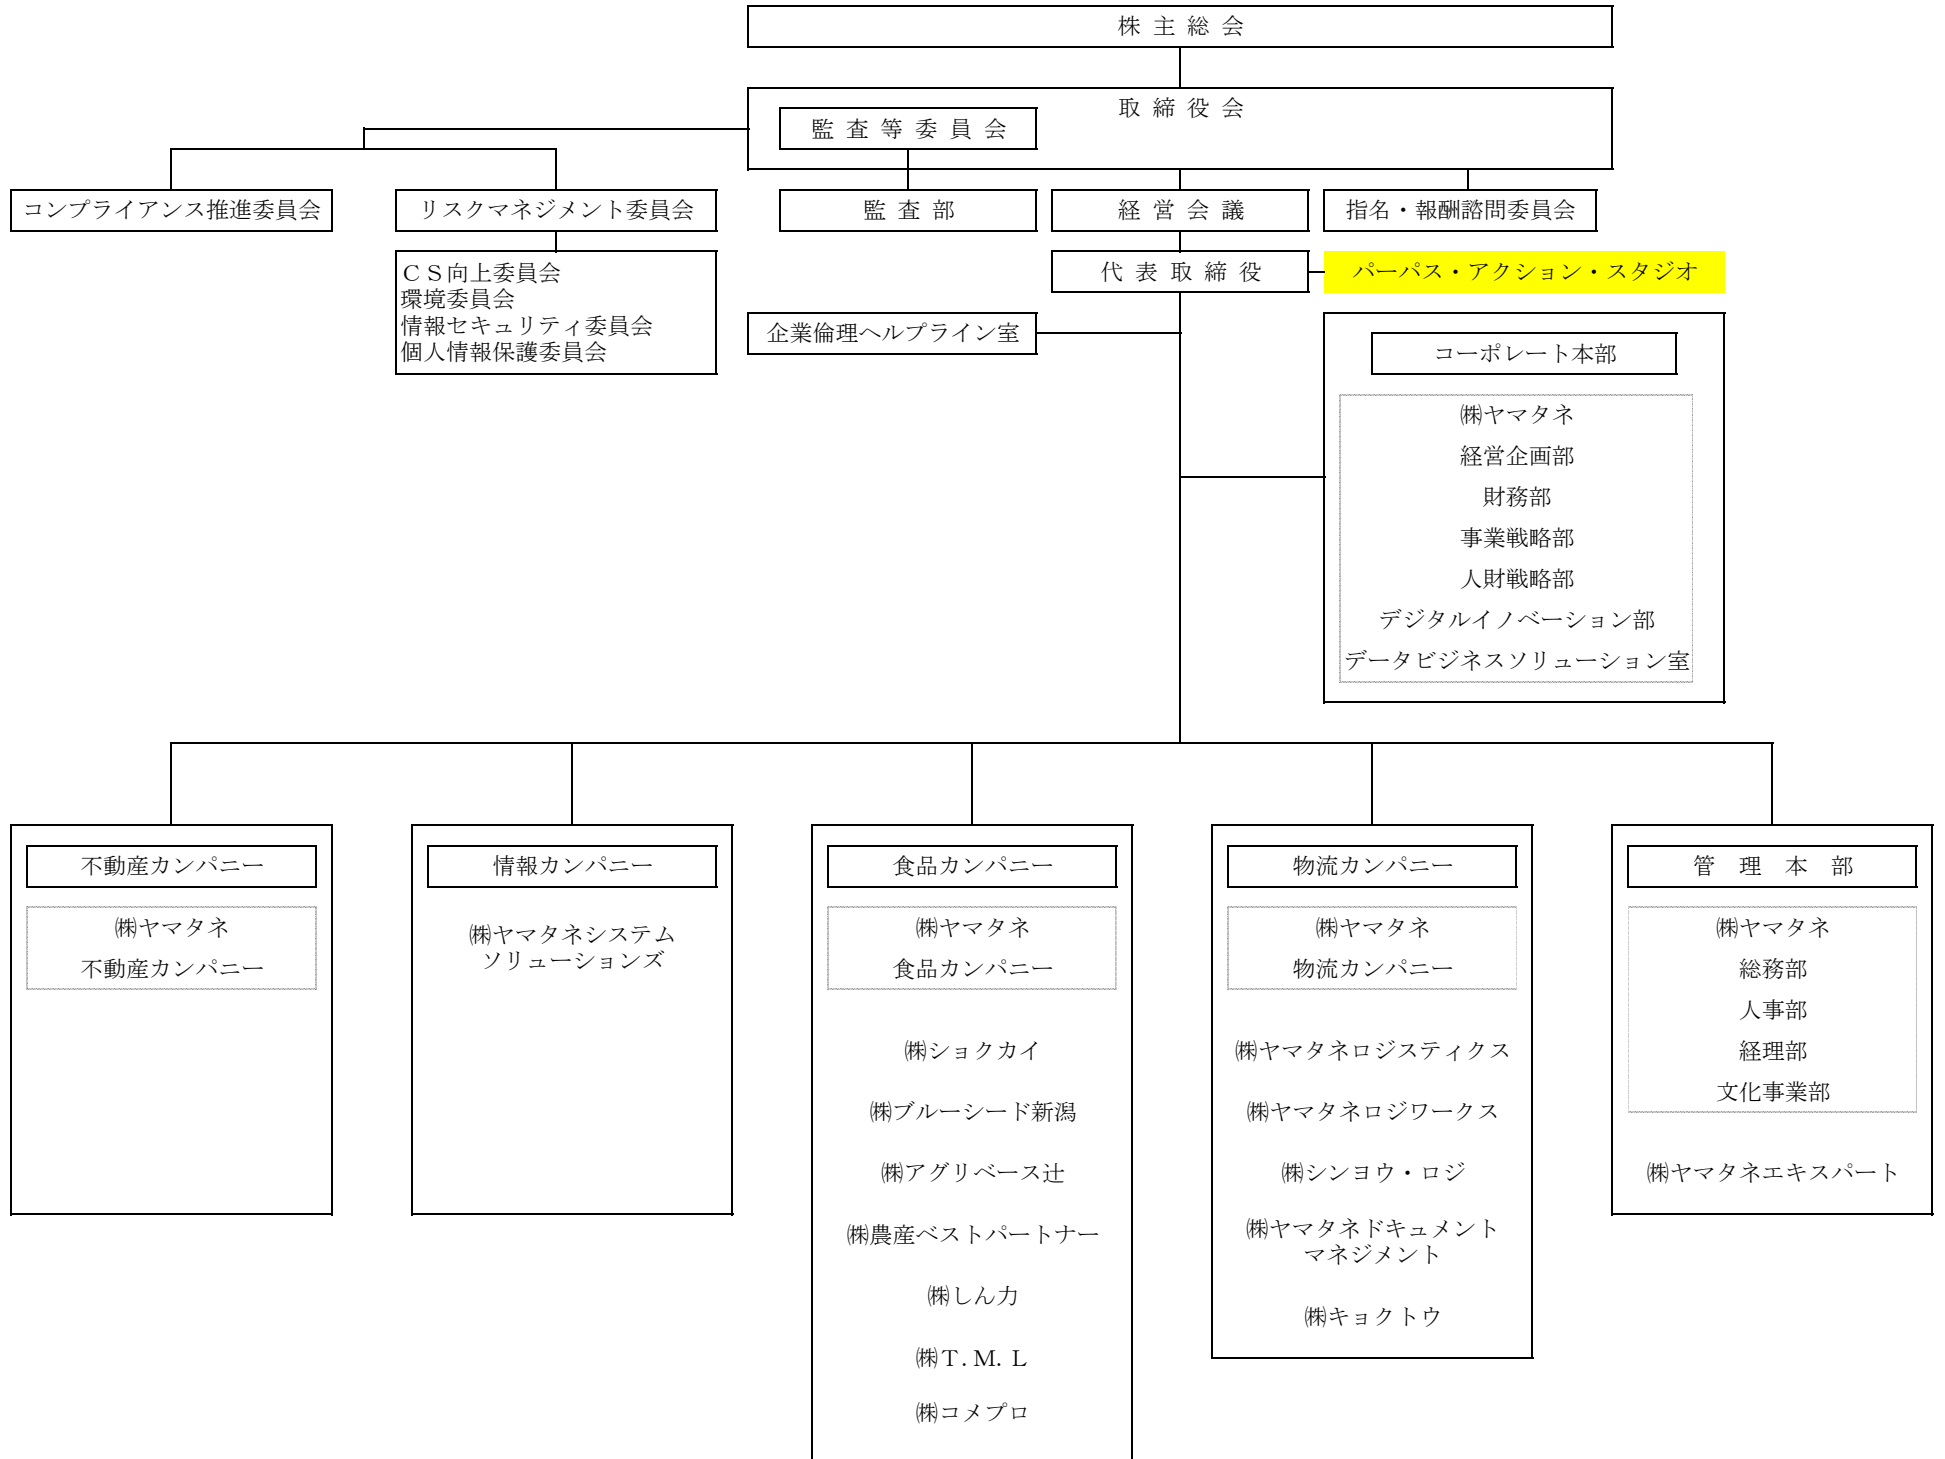 株 主 総 会
取 締 役 会
監 査 等 委 員 会
コンプライアンス推進委員会
リスクマネジメント委員会
監 査 部
経 営 会 議
指名・報酬諮問委員会
ＣＳ向上委員会
環境委員会
情報セキュリティ委員会
個人情報保護委員会
代 表 取 締 役
パーパス・アクション・スタジオ
企業倫理ヘルプライン室
コーポレート本部
㈱ヤマタネ
経営企画部
財務部
事業戦略部
人財戦略部
デジタルイノベーション部
データビジネスソリューション室
不動産カンパニー
㈱ヤマタネ
不動産カンパニー
情報カンパニー
㈱ヤマタネシステム
ソリューションズ
食品カンパニー
㈱ヤマタネ
食品カンパニー
㈱ショクカイ
㈱ブルーシード新潟
㈱アグリベース辻
㈱農産ベストパートナー
㈱しん力
㈱Ｔ.Ｍ.Ｌ
㈱コメプロ
物流カンパニー
㈱ヤマタネ
物流カンパニー
㈱ヤマタネロジスティクス
㈱ヤマタネロジワークス
㈱シンヨウ・ロジ
㈱ヤマタネドキュメント
マネジメント
㈱キョクトウ
管 理 本 部
㈱ヤマタネ
総務部
人事部
経理部
文化事業部
㈱ヤマタネエキスパート